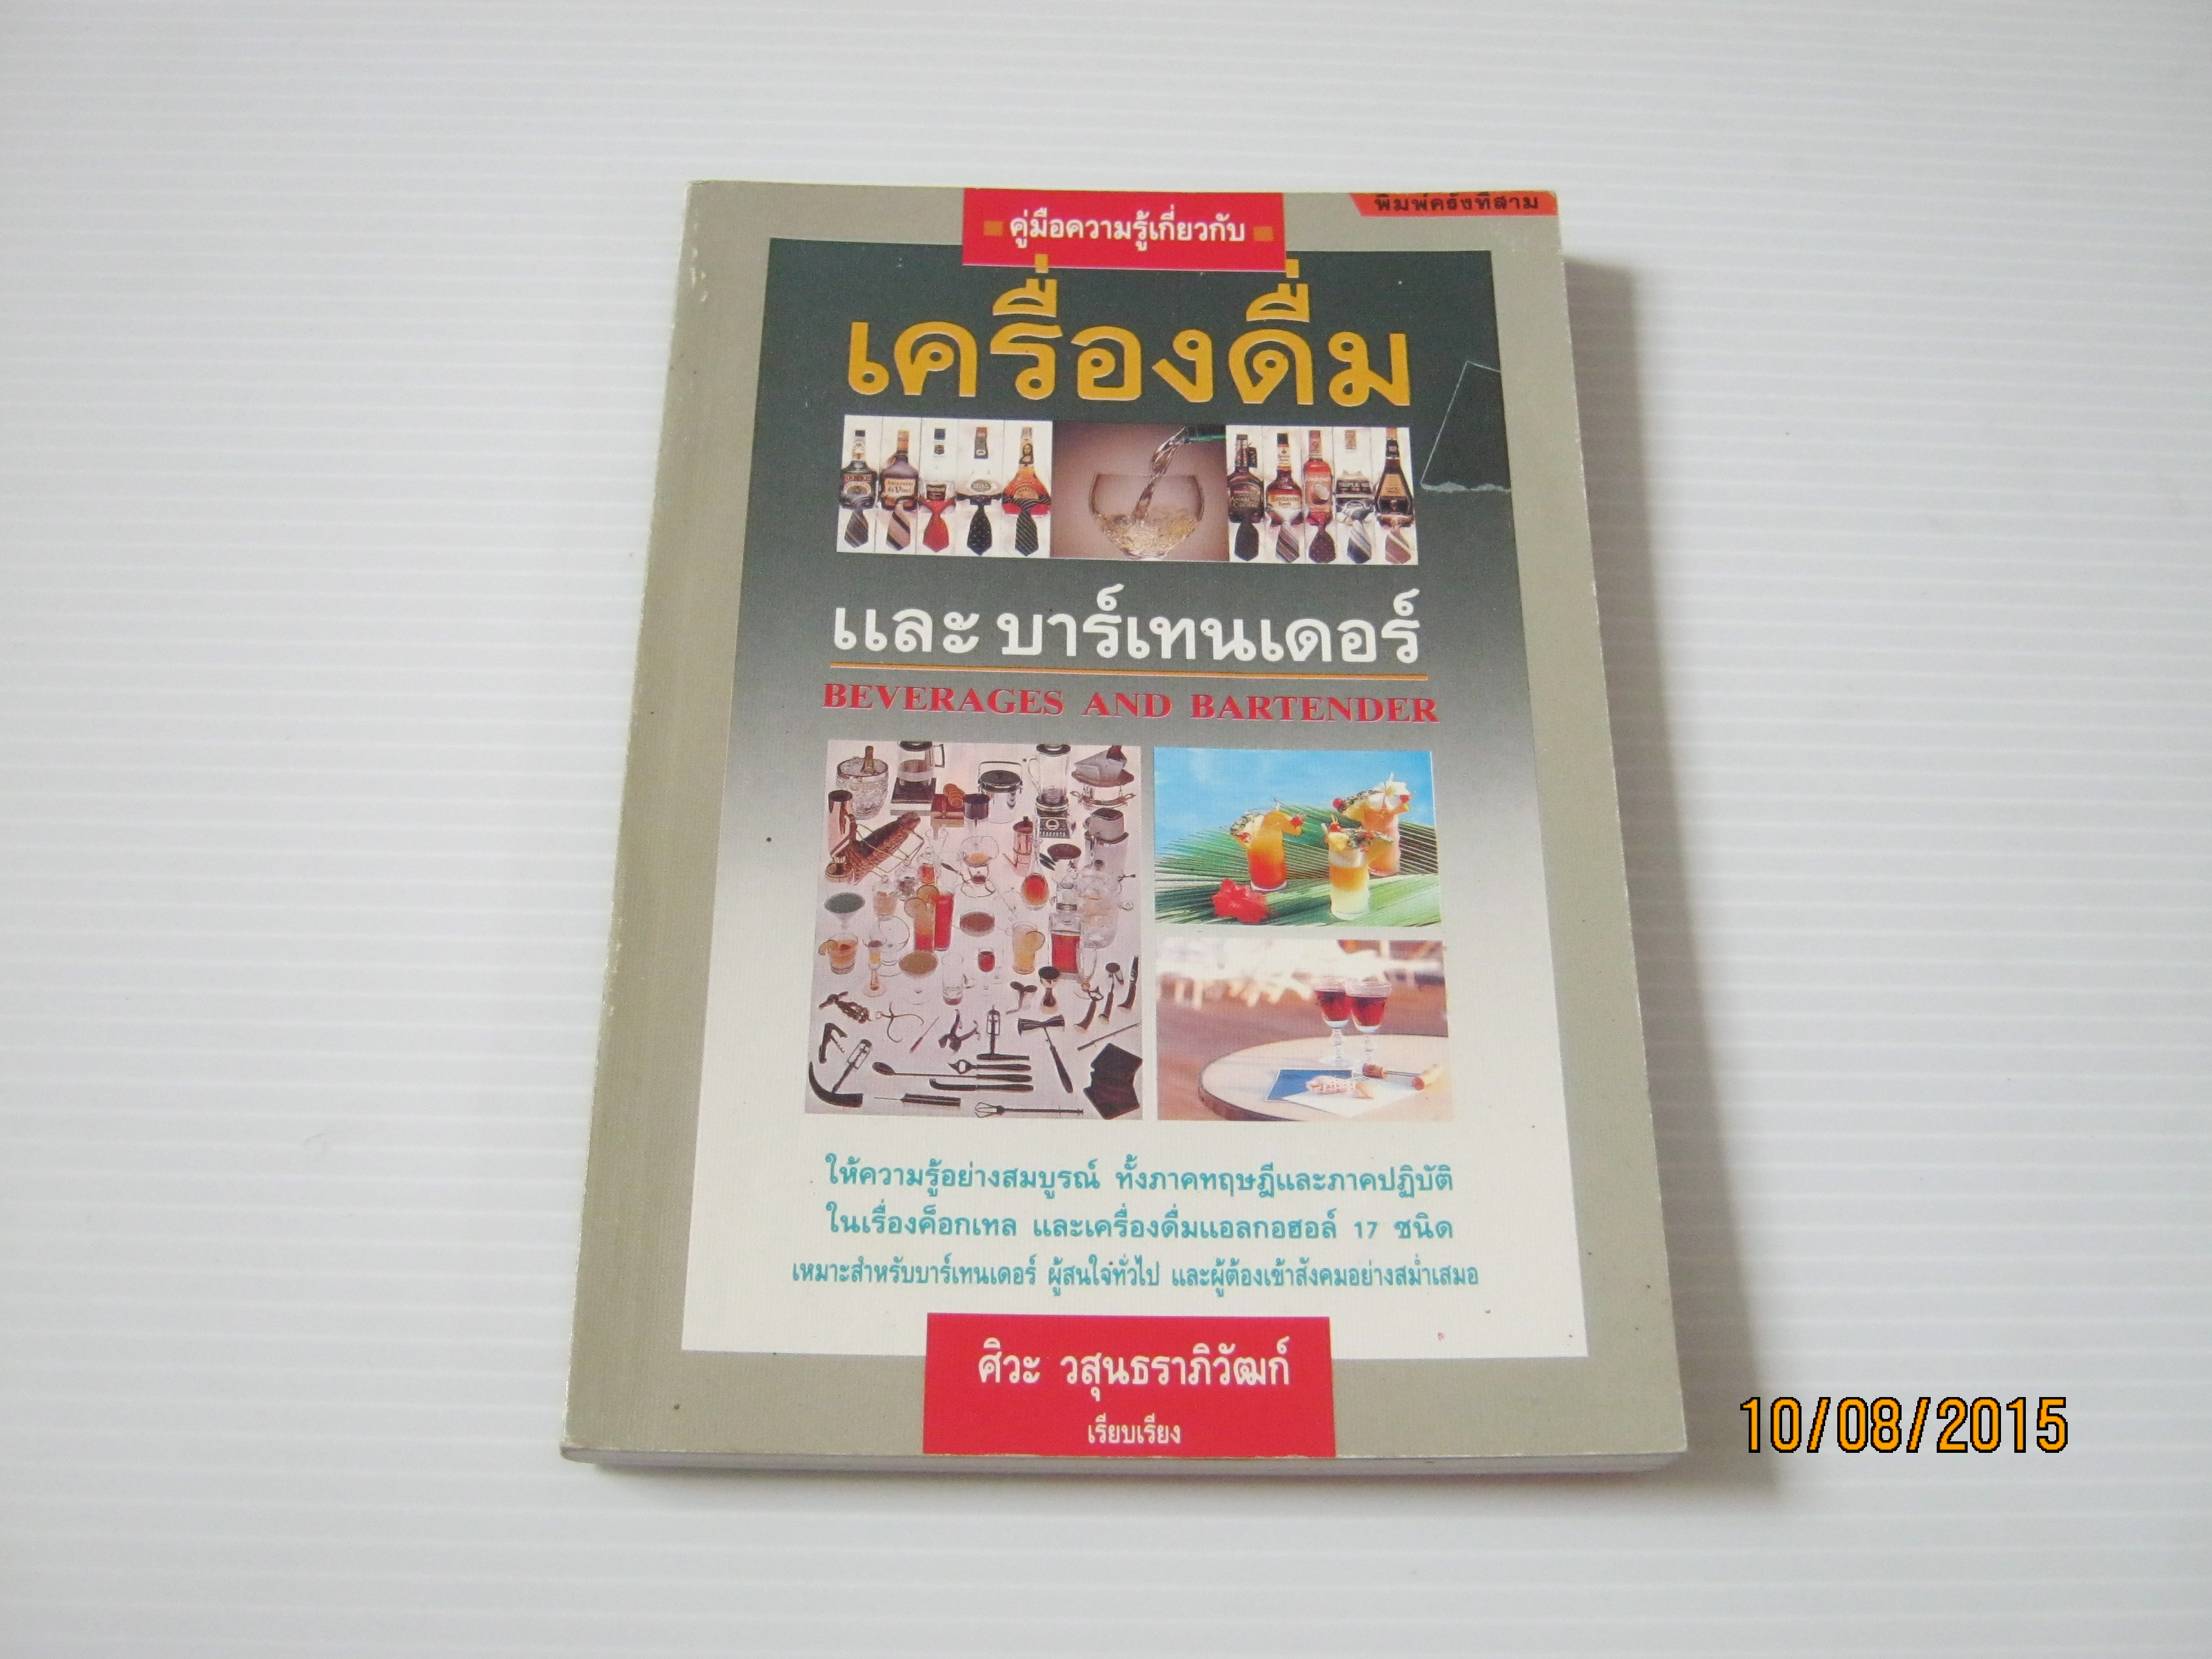 พิมพ์ครั้งที่สาม
คู่มือความรู้เกี่ยวกับ
เครื่องดื่ม
และ บาร์เทนเดอร์
BEVERAGES AND BARTENDER
ให้ความรู้อย่างสมบูรณ์ ทั้งภาคทฤษฎีและภาคปฏิบัติ
ในเรื่องค็อกเทล และเครื่องดื่มแอลกอฮอล์ 17 ชนิด
เหมาะสำหรับบาร์เทนเดอร์ ผู้สนใจทั่วไป และผู้ต้องเข้าสังคมอย่างสม่ำเสมอ
ศิวะ วสุนธราภิวัฒก์
เรียบเรียง
10/08/2015